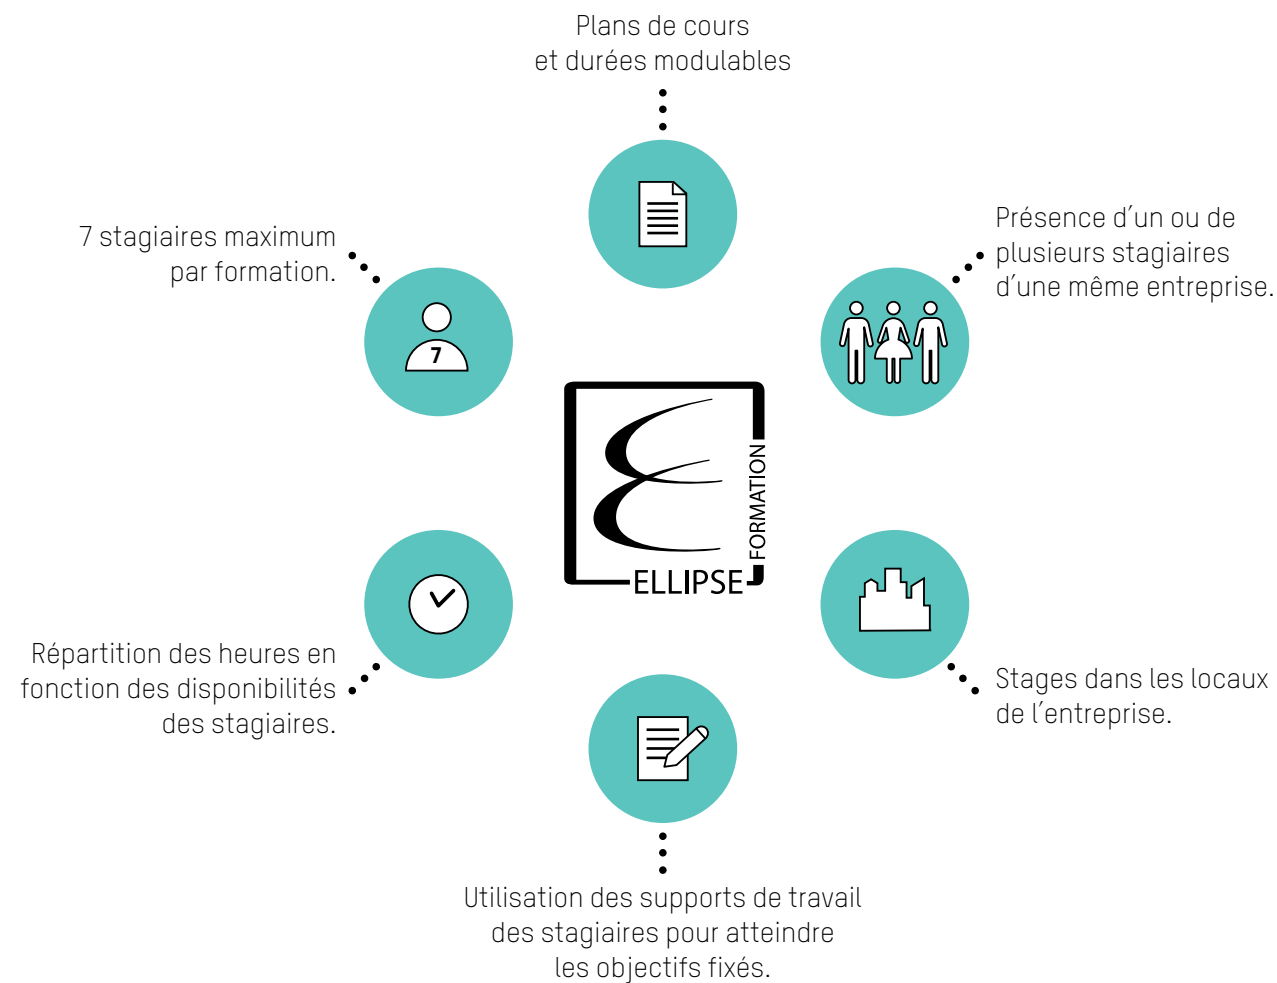 Plans de cours
et durées modulables
7 stagiaires maximum
par formation.
7
Présence d'un ou de
plusieurs stagiaires
d'une même entreprise.
FORMATION
ELLIPSE
Répartition des heures en
fonction des disponibilités
des stagiaires.
Stages dans les locaux
de l'entreprise.
Utilisation des supports de travail
des stagiaires pour atteindre
les objectifs fixés.